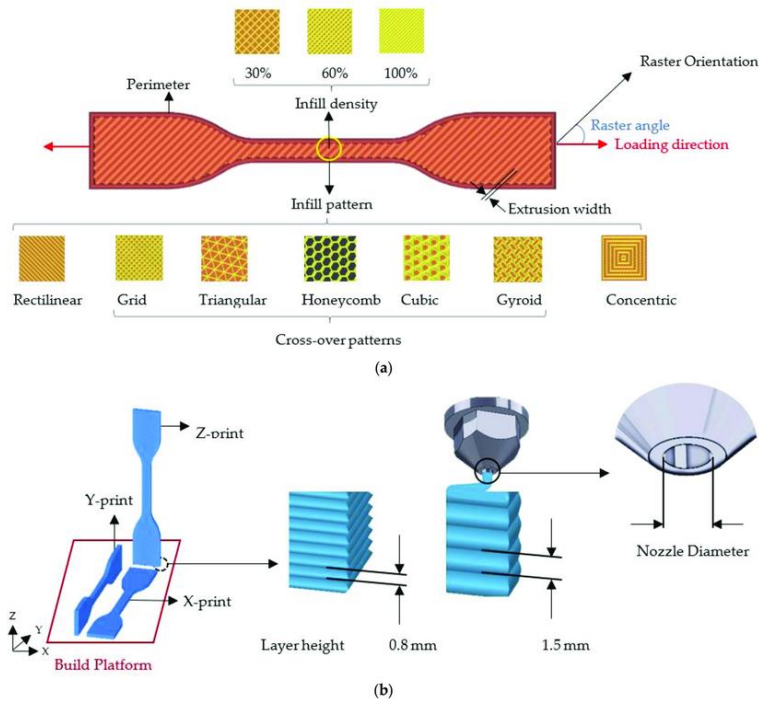 30%
60%
100%
Raster Orientation
Perimeter
Infill density
Raster angle
Loading direction
Infill pattern
Extrusion width
Rectilinear
Grid
Triangular
Honeycomb
Cubic
Gyroid
Concentric
Cross-over patterns
(a)
Z-print
Y-print
X-print
Nozzle Diameter
Z
Y
X
Layer height
0.8 mm
1.5 mm
Build Platform
(b)